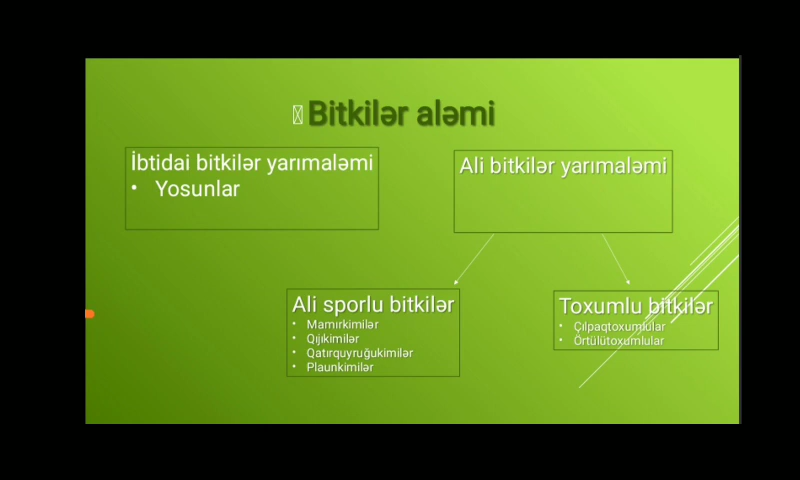 Bitkilər aləmi
İbtidai bitkilər yarımaləmi
• Yosunlar
Ali bitkilər yarımaləmi
Ali sporlu bitkilər
• Mamırkimilər
• Qıjıkimilər
• Qatırquyruğukimilər
• Plaunkimilər
Toxumlu bitkilər
• Çılpaqtoxumlular
• Örtülütoxumlular